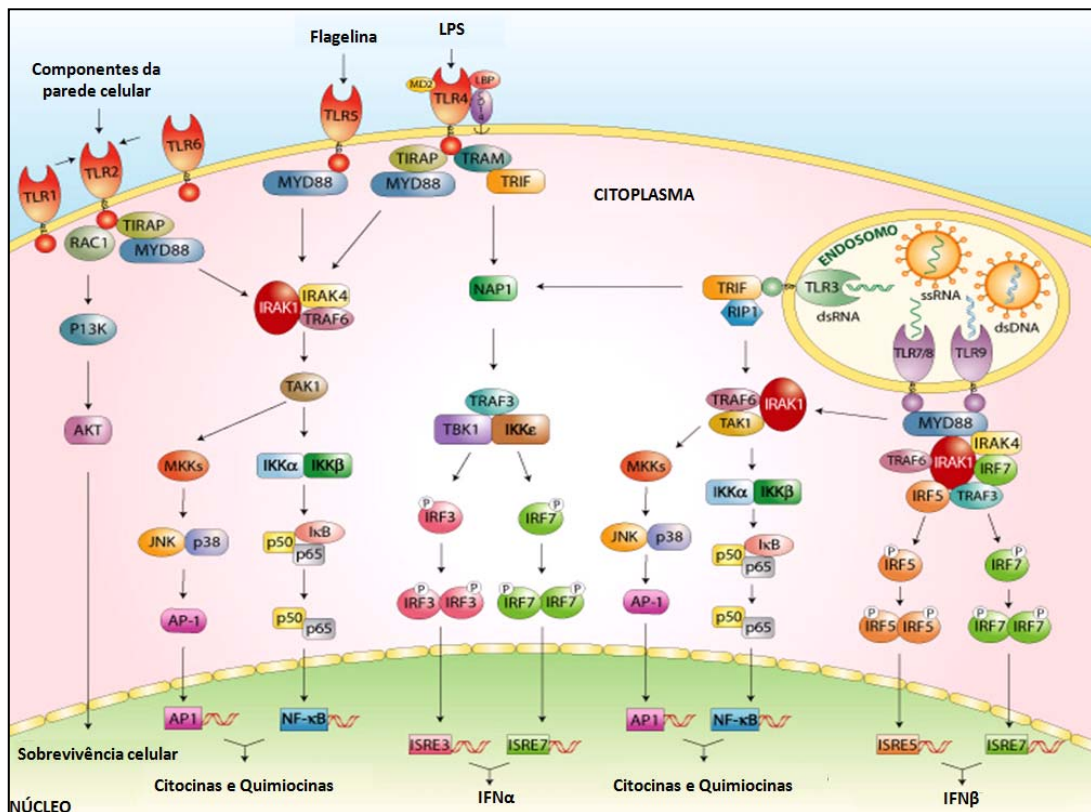 Flagelina
LPS
Componentes da
parede celular
MD2
LBP
TLR4
TLR5
TLR6
TLR2
TLR1
TIRAP
TRAM
MYD88
MYD88
TRIF
TIRAP
RAC1
MYD88
CITOPLASMA
ENDOSOMO
ssRNA
dsDNA
TLR3
dsRNA
TLR7/8
TLR9
TRIF
RIP1
NAP1
IRAK1
IRAK4
TRAF6
P13K
TAK1
AKT
TRAF3
TBK1
IKKε
TRAF6
IRAK1
TAK1
MYD88
IRAK4
TRAF6
IRAK1
IRF7
IRF5
TRAF3
MKKs
IKKα
IKKβ
MKKs
IKKα
IKKβ
P
IRF3
P
IRF7
JNK
p38
p50
IκB
p65
JNK
p38
p50
IκB
p65
P
IRF5
P
IRF7
AP-1
p50
p65
P
P
IRF3
IRF3
P
P
IRF7
IRF7
AP-1
p50
p65
P
P
IRF5
IRF5
P
P
IRF7
IRF7
AP1
NF-κB
ISRE3
ISRE7
AP1
NF-κB
ISRE5
ISRE7
Sobrevivência celular
Citocinas e Quimiocinas
IFNα
Citocinas e Quimiocinas
IFNβ
NÚCLEO